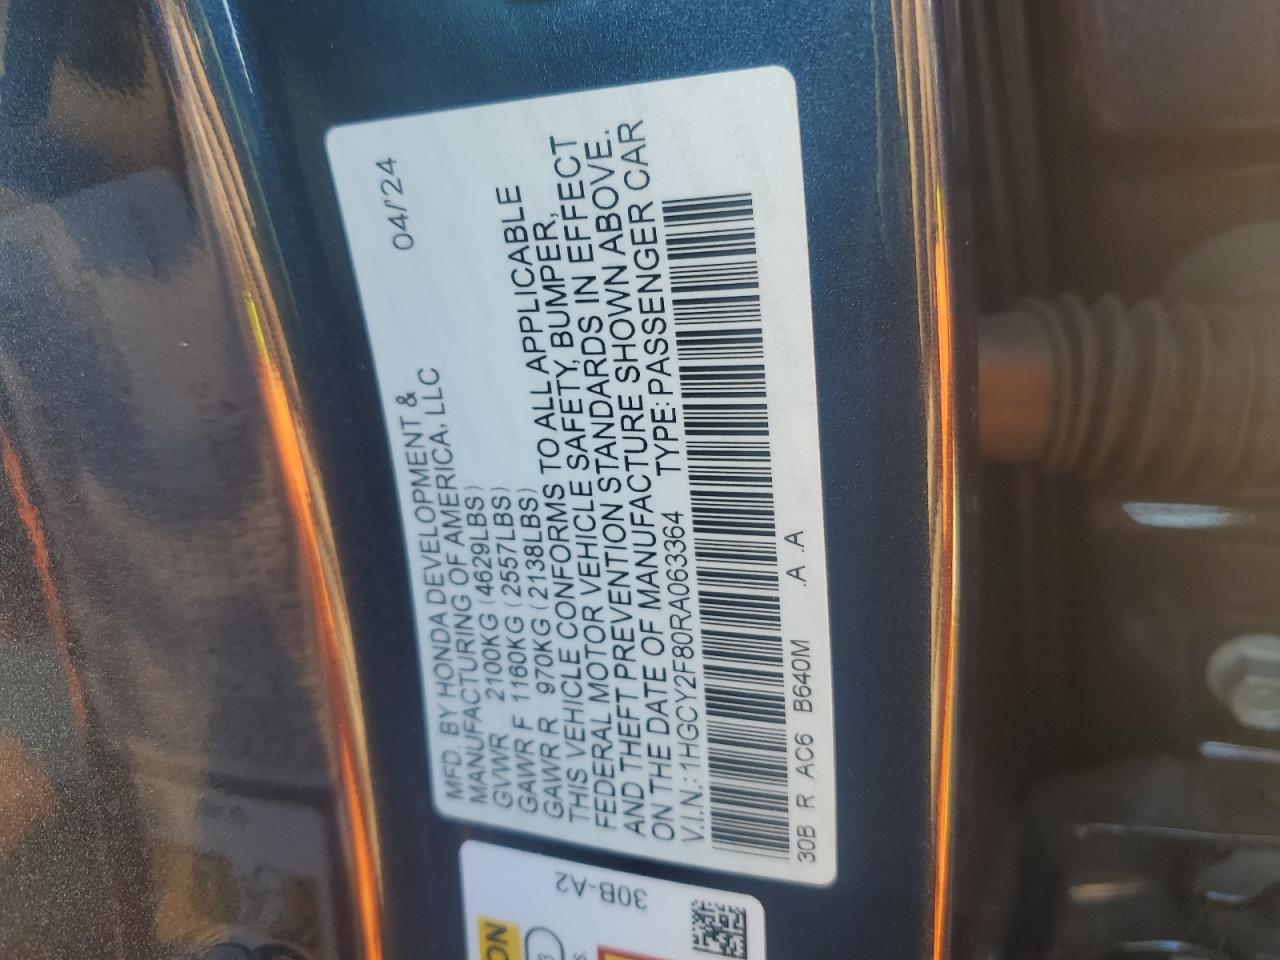 MFD. BY HONDA DEVELOPMENT & 04/'24
MANUFACTURING OF AMERICA, LLC
GVWR 2100KG (4629LBS)
GAWR F 1160KG (2557LBS)
GAWR R 970KG (2138LBS)
THIS VEHICLE CONFORMS TO ALL APPLICABLE
FEDERAL MOTOR VEHICLE SAFETY, BUMPER,
AND THEFT PREVENTION STANDARDS IN EFFECT
ON THE DATE OF MANUFACTURE SHOWN ABOVE.
V.I.N.: 1HGCY2F80RA063364 TYPE: PASSENGER CAR
30B R AC6 B640M .A .A
30B-A2